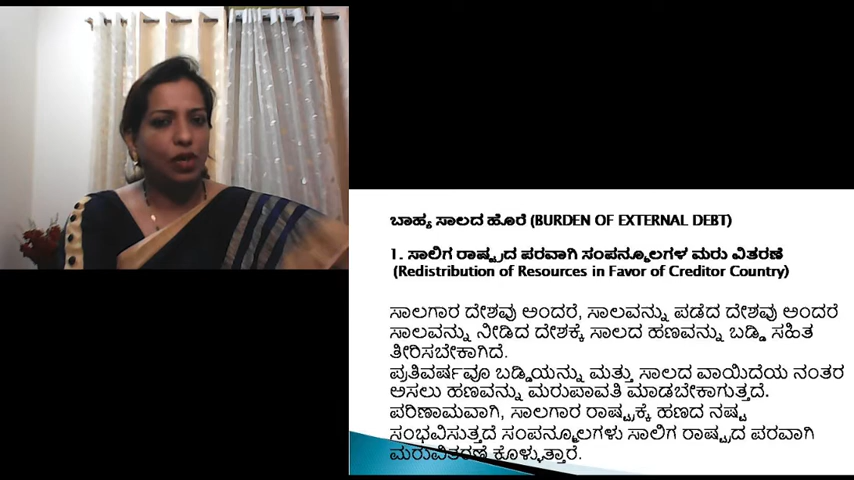 ಬಾಹ್ಯ ಸಾಲದ ಹೊರೆ (BURDEN OF EXTERNAL DEBT)
1. ಸಾಲಿಗ ರಾಷ್ಟ್ರದ ಪರವಾಗಿ ಸಂಪನ್ಮೂಲಗಳ ಮರು ವಿತರಣೆ
(Redistribution of Resources in Favor of Creditor Country)
ಸಾಲಗಾರ ದೇಶವು ಅಂದರೆ, ಸಾಲವನ್ನು ಪಡೆದ ದೇಶವು ಅಂದರೆ
ಸಾಲವನ್ನು ನೀಡಿದ ದೇಶಕ್ಕೆ ಸಾಲದ ಹಣವನ್ನು ಬಡ್ಡಿ ಸಹಿತ
ತೀರಿಸಬೇಕಾಗಿದೆ.
ಪ್ರತಿವರ್ಷವೂ ಬಡ್ಡಿಯನ್ನು ಮತ್ತು ಸಾಲದ ವಾಯಿದೆಯ ನಂತರ
ಅಸಲು ಹಣವನ್ನು ಮರುಪಾವತಿ ಮಾಡಬೇಕಾಗುತ್ತದೆ.
ಪರಿಣಾಮವಾಗಿ, ಸಾಲಗಾರ ರಾಷ್ಟ್ರಕ್ಕೆ ಹಣದ ನಷ್ಟ
ಸಂಭವಿಸುತ್ತದೆ ಸಂಪನ್ಮೂಲಗಳು ಸಾಲಿಗ ರಾಷ್ಟ್ರದ ಪರವಾಗಿ
ಮರುವಿತರಣೆ ಕೊಳ್ಳುತ್ತಾರೆ.